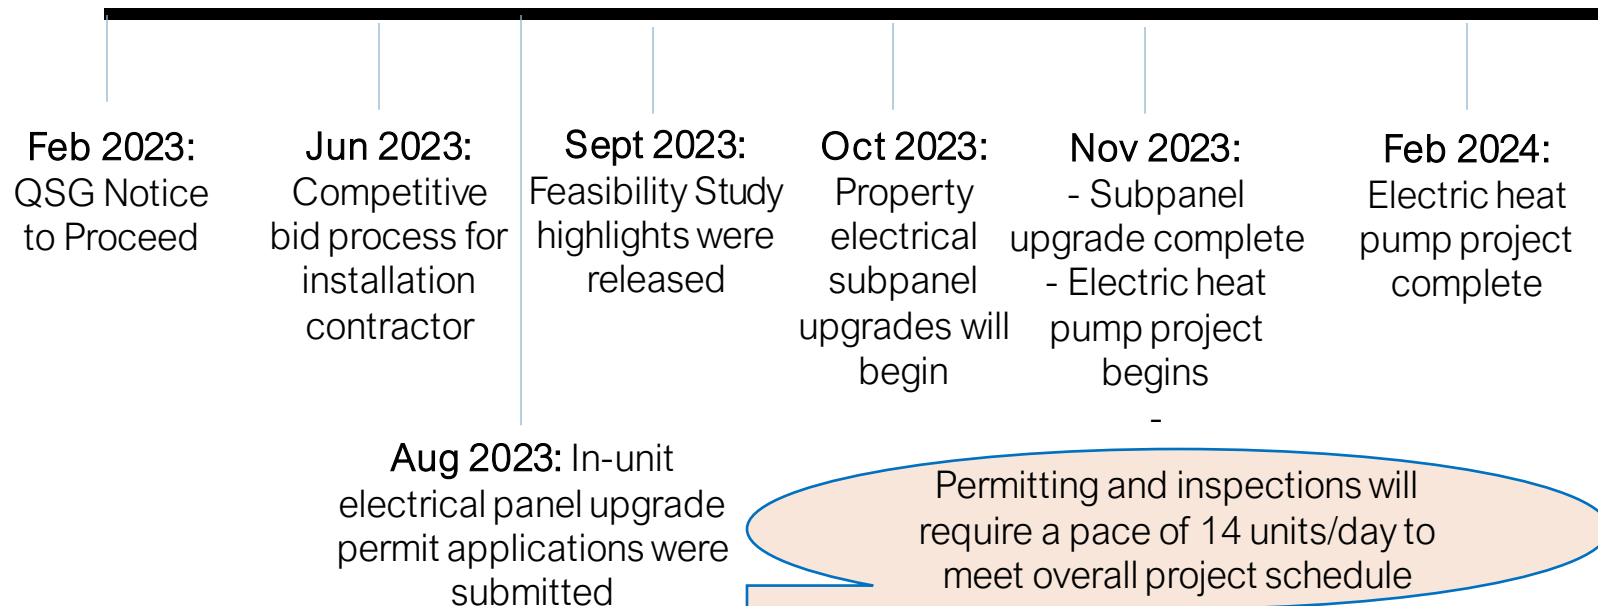 Feb 2023:
QSG Notice
to Proceed
Jun 2023:
Competitive
bid process for
installation
contractor
Aug 2023: In-unit
electrical panel upgrade
permit applications were
submitted
Sept 2023:
Feasibility Study
highlights were
released
Oct 2023:
Property
electrical
subpanel
upgrades will
begin
Nov 2023:
- Subpanel
upgrade complete
- Electric heat
pump project
begins
-
Feb 2024:
Electric heat
pump project
complete
Permitting and inspections will
require a pace of 14 units/day to
meet overall project schedule